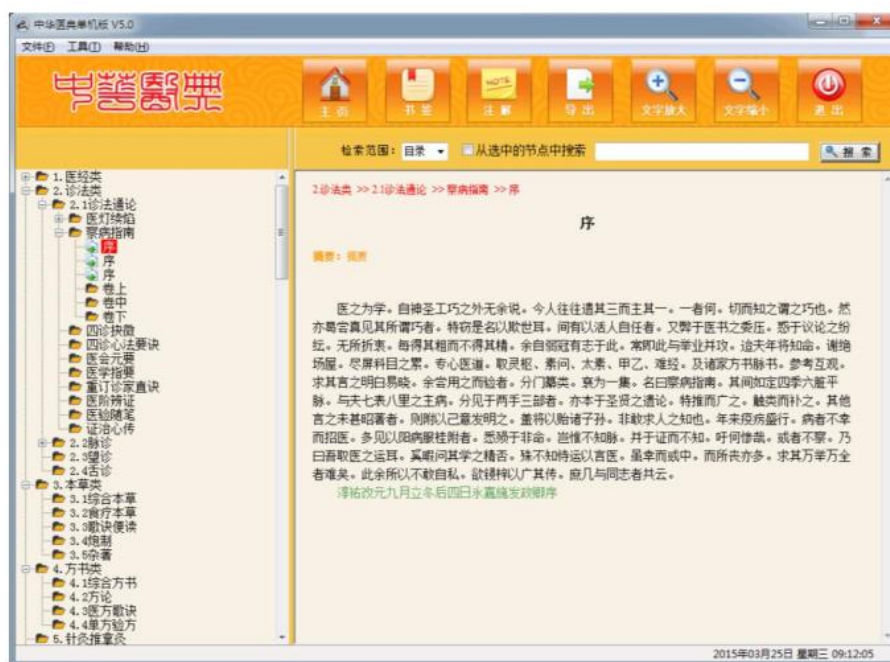 中华医典单机版 V5.0
文件(F) 工具(T) 帮助(H)
中華醫典
主页 书签 注解 导出 文字放大 文字缩小 退出
检索范围： 目录 从选中的节点中搜索 搜索
1.医经类
2.诊法类
2.1诊法通论
医灯续焰
察病指南
序
序
序
卷上
卷中
卷下
四诊抉微
四诊心法要诀
医会元要
医学指要
重订诊家直诀
医阶辨证
医验随笔
证治心传
2.2脉诊
2.3望诊
2.4舌诊
3.本草类
3.1综合本草
3.2食疗本草
3.3歌诀便读
3.4炮制
3.5杂著
4.方书类
4.1综合方书
4.2方论
4.3医方歌诀
4.4单方验方
5.针灸推拿灸
2.诊法类 >> 2.1诊法通论 >> 察病指南 >> 序
序
摘要：摘要
医之为学。自神圣工巧之外无余说。今人往往遗其三而主其一。一者何。切而知之谓之巧也。然
亦曷尝真见其所谓巧者。特窃是名以欺世耳。间有以活人自任者。又弊于医书之委压。惑于议论之纷
纭。无所折衷。每得其粗而不得其精。余自弱冠有志于此。常即此与举业并攻。迨夫年将知命。谢绝
场屋。尽屏科目之累。专心医道。取灵枢、素问、太素、甲乙、难经、及诸家方书脉书。参考互观。
求其言之明白易晓。余尝用之而验者。分门纂类。裒为一集。名曰察病指南。其间如定四季六脏平
脉。与夫七表八里之主病。分见于两手三部者。亦本于圣贤之遗论。特推而广之。触类而补之。其他
言之未甚昭著者。则附以己意发明之。盖将以贻诸子孙。非敢求人之知也。年来疫疠盛行。病者不幸
而招医。多见以阳病服桂附者。悉殒于非命。岂惟不知脉。并于证而不知。吁何惨哉。或者不察。乃
曰吾取医之运耳。奚暇问其学之精否。殊不知恃运以言医。虽幸而或中。而所丧亦多。求其万举万全
者难矣。此余所以不敢自私。欲锓梓以广其传。庶几与同志者共云。
淳祐改元九月立冬后四日永嘉施发政卿序
2015年03月25日 星期三 09:12:05